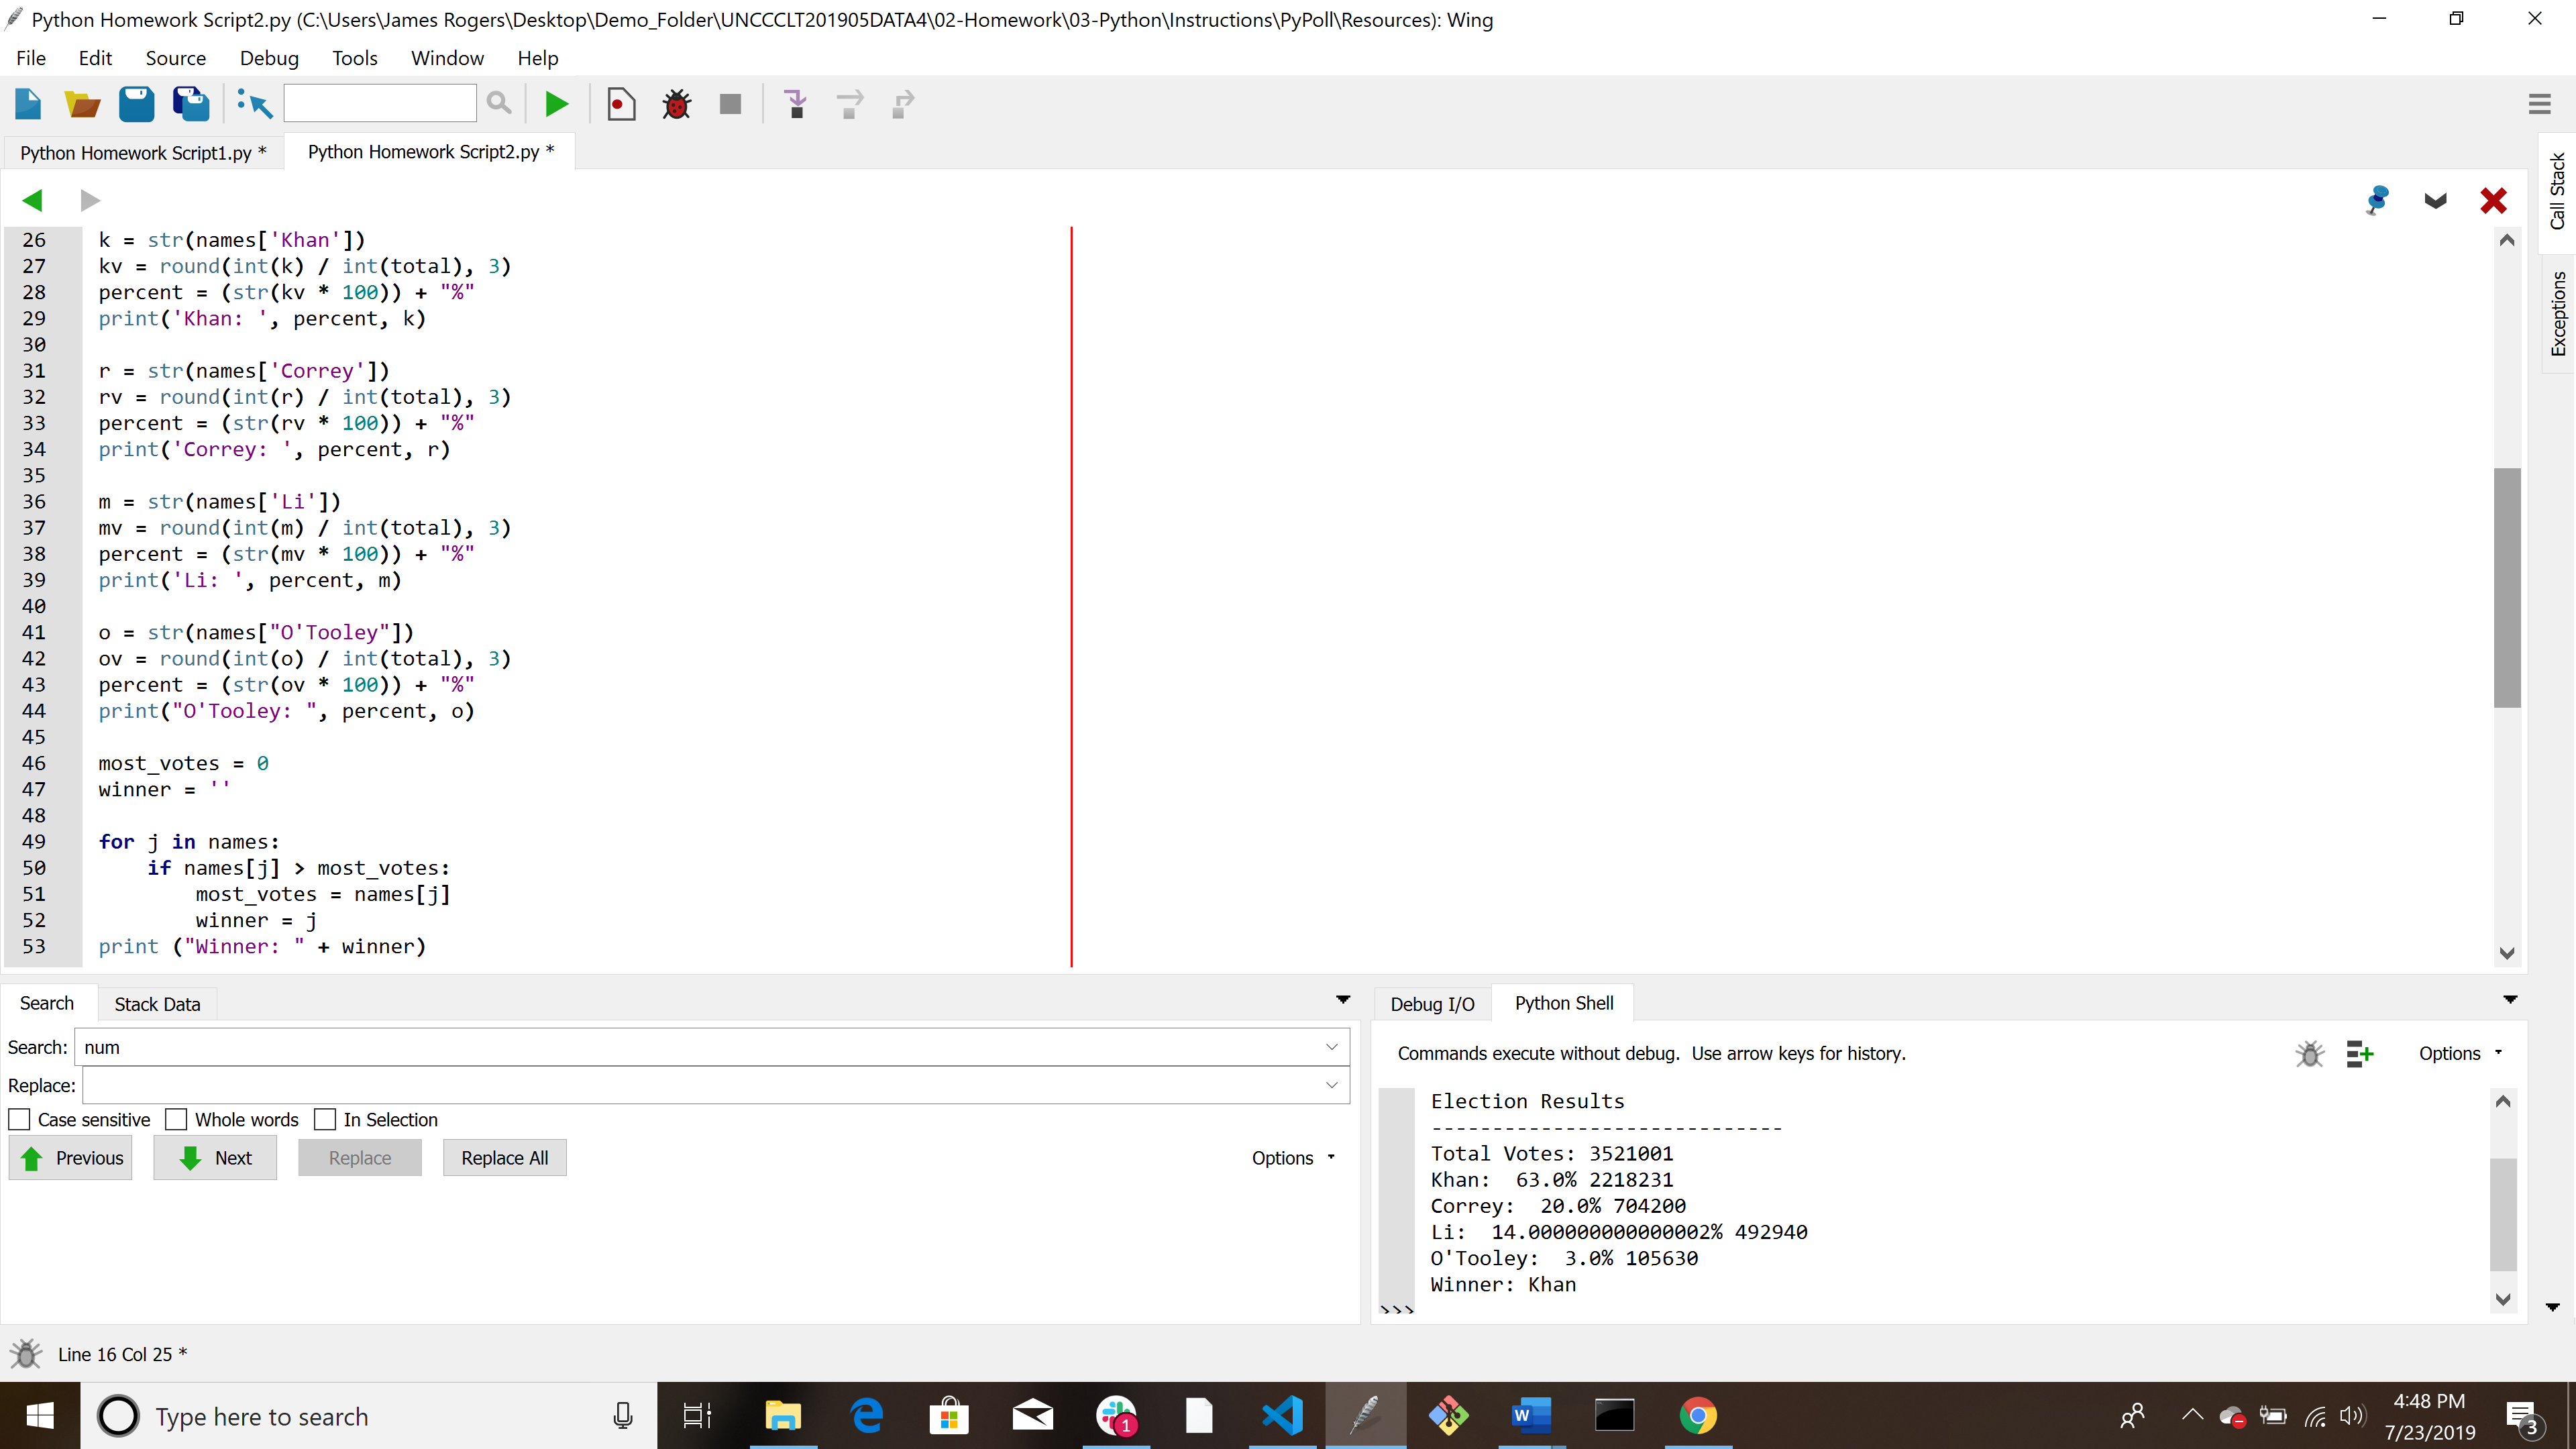 Python Homework Script2.py (C:\Users\James Rogers\Desktop\Demo_Folder\UNCCCLT201905DATA4\02-Homework\03-Python\Instructions\PyPoll\Resources): Wing
File Edit Source Debug Tools Window Help
Python Homework Script1.py * Python Homework Script2.py *
Call Stack
Exceptions
26 k = str(names['Khan'])
27 kv = round(int(k) / int(total), 3)
28 percent = (str(kv * 100)) + "%"
29 print('Khan: ', percent, k)
30
31 r = str(names['Correy'])
32 rv = round(int(r) / int(total), 3)
33 percent = (str(rv * 100)) + "%"
34 print('Correy: ', percent, r)
35
36 m = str(names['Li'])
37 mv = round(int(m) / int(total), 3)
38 percent = (str(mv * 100)) + "%"
39 print('Li: ', percent, m)
40
41 o = str(names["O'Tooley"])
42 ov = round(int(o) / int(total), 3)
43 percent = (str(ov * 100)) + "%"
44 print("O'Tooley: ", percent, o)
45
46 most_votes = 0
47 winner = ''
48
49 for j in names:
50     if names[j] > most_votes:
51         most_votes = names[j]
52         winner = j
53 print ("Winner: " + winner)
Search Stack Data
Search: num
Replace:
Case sensitive Whole words In Selection
Previous Next Replace Replace All Options
Debug I/O Python Shell
Commands execute without debug.  Use arrow keys for history.
Options
Election Results
-----------------------------
Total Votes: 3521001
Khan:  63.0% 2218231
Correy:  20.0% 704200
Li:  14.000000000000002% 492940
O'Tooley:  3.0% 105630
Winner: Khan
>>>
Line 16 Col 25 *
Type here to search
1
W
4:48 PM
7/23/2019
3